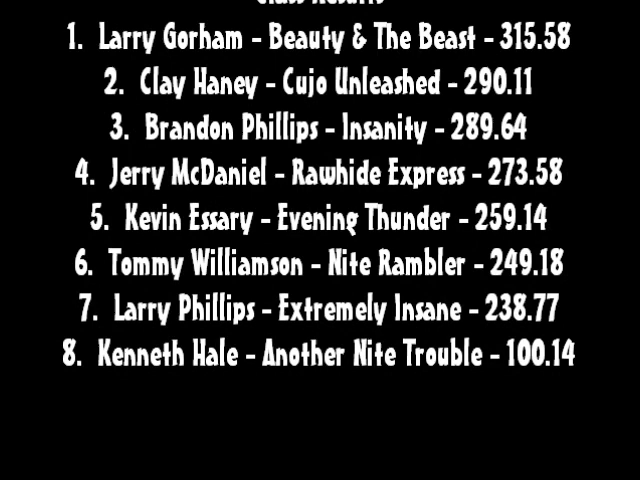 Class Results
1. Larry Gorham - Beauty & The Beast - 315.58
2. Clay Haney - Cujo Unleashed - 290.11
3. Brandon Phillips - Insanity - 289.64
4. Jerry McDaniel - Rawhide Express - 273.58
5. Kevin Essary - Evening Thunder - 259.14
6. Tommy Williamson - Nite Rambler - 249.18
7. Larry Phillips - Extremely Insane - 238.77
8. Kenneth Hale - Another Nite Trouble - 100.14